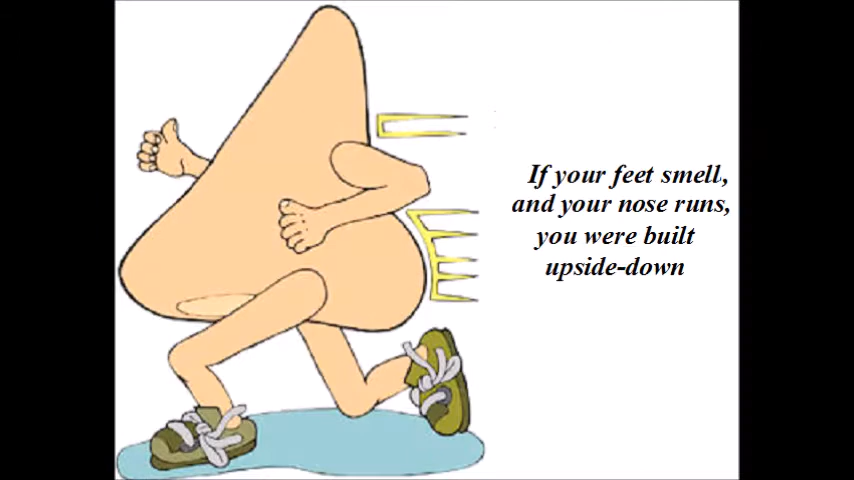 If your feet smell,
and your nose runs,
you were built
upside-down